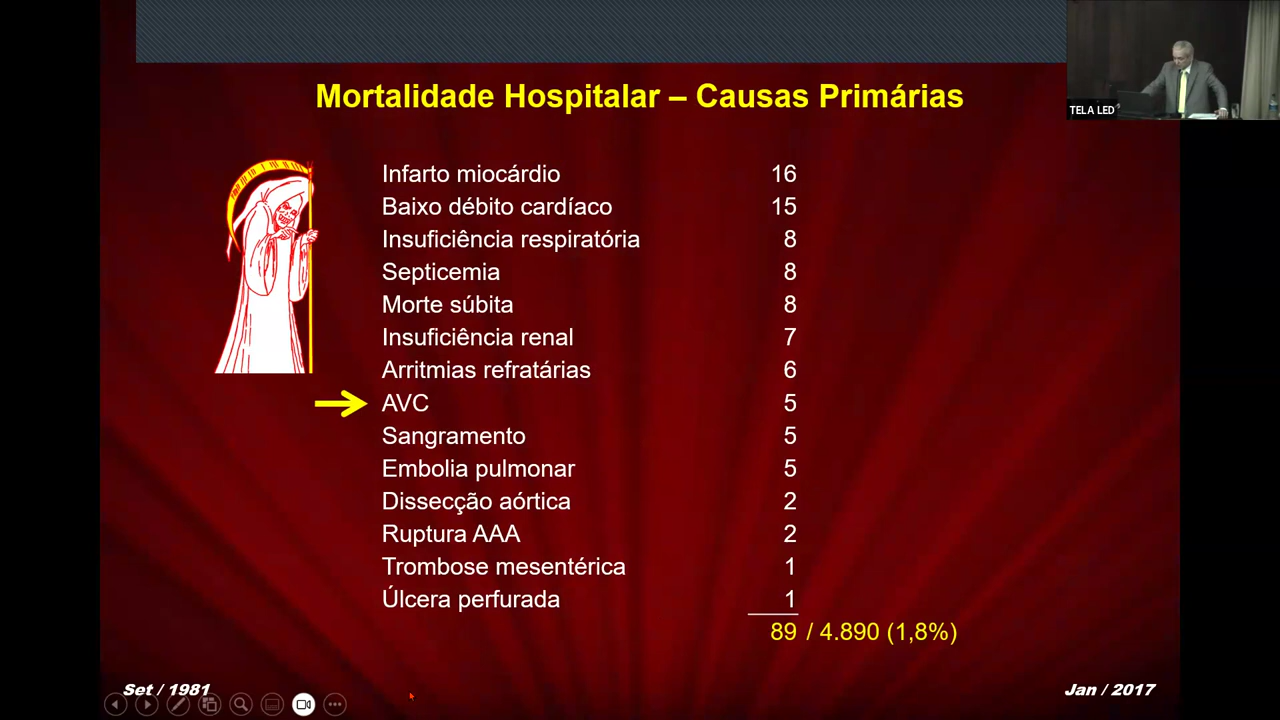 Mortalidade Hospitalar – Causas Primárias
TELA LED
Infarto miocárdio 16
Baixo débito cardíaco 15
Insuficiência respiratória 8
Septicemia 8
Morte súbita 8
Insuficiência renal 7
Arritmias refratárias 6
AVC 5
Sangramento 5
Embolia pulmonar 5
Dissecção aórtica 2
Ruptura AAA 2
Trombose mesentérica 1
Úlcera perfurada 1
89 / 4.890 (1,8%)
Set / 1981 Jan / 2017